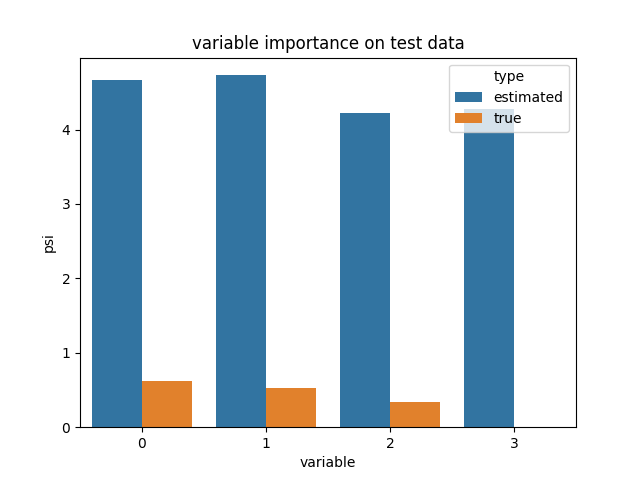 variable importance on test data
type
estimated
true
4
3
2
1
0
psi
0 1 2 3
variable